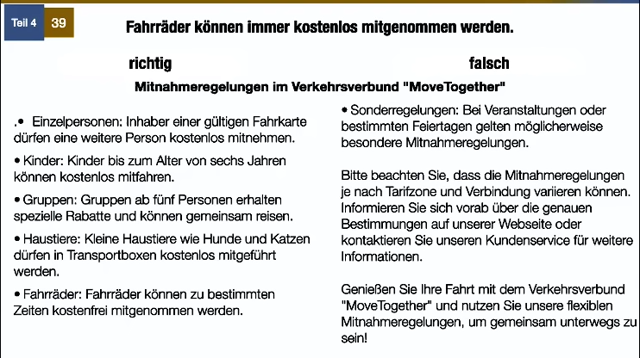 Teil 4 39
Fahrräder können immer kostenlos mitgenommen werden.
richtig falsch
Mitnahmeregelungen im Verkehrsverbund "MoveTogether"
.• Einzelpersonen: Inhaber einer gültigen Fahrkarte
dürfen eine weitere Person kostenlos mitnehmen.
• Kinder: Kinder bis zum Alter von sechs Jahren
können kostenlos mitfahren.
• Gruppen: Gruppen ab fünf Personen erhalten
spezielle Rabatte und können gemeinsam reisen.
• Haustiere: Kleine Haustiere wie Hunde und Katzen
dürfen in Transportboxen kostenlos mitgeführt
werden.
• Fahrräder: Fahrräder können zu bestimmten
Zeiten kostenfrei mitgenommen werden.
• Sonderregelungen: Bei Veranstaltungen oder
bestimmten Feiertagen gelten möglicherweise
besondere Mitnahmeregelungen.
Bitte beachten Sie, dass die Mitnahmeregelungen
je nach Tarifzone und Verbindung variieren können.
Informieren Sie sich vorab über die genauen
Bestimmungen auf unserer Webseite oder
kontaktieren Sie unseren Kundenservice für weitere
Informationen.
Genießen Sie Ihre Fahrt mit dem Verkehrsverbund
"MoveTogether" und nutzen Sie unsere flexiblen
Mitnahmeregelungen, um gemeinsam unterwegs zu
sein!